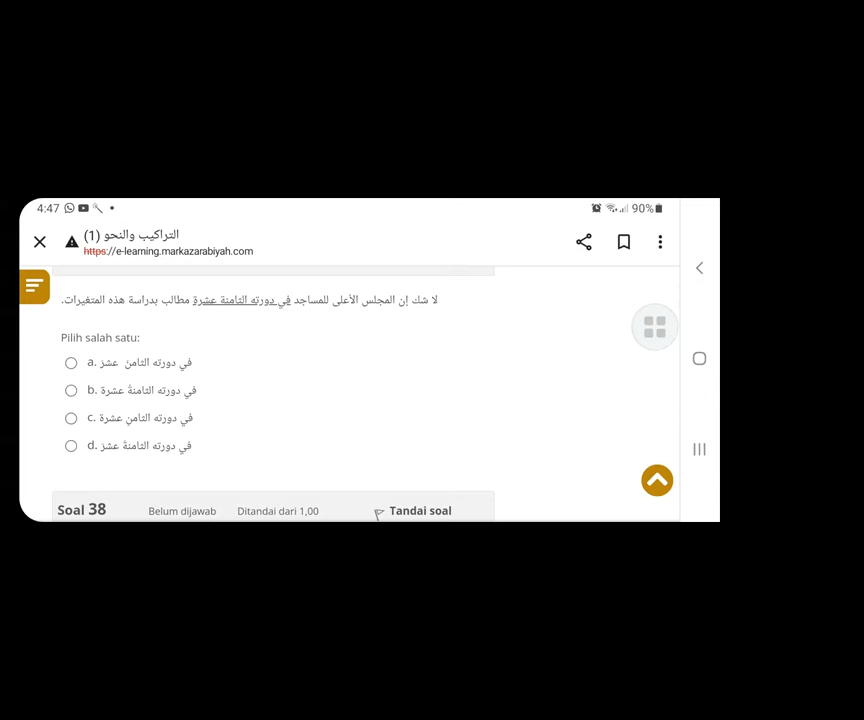 4:47
90%
التراكيب والنحو (1)
https://e-learning.markazarabiyah.com
لا شك إن المجلس الأعلى للمساجد في دورته الثامنة عشرة مطالب بدراسة هذه المتغيرات.
Pilih salah satu:
a. في دورته الثامنَ عشرَ
b. في دورته الثامنةُ عشرة
c. في دورته الثامنِ عشرة
d. في دورته الثامنةَ عشرَ
Soal 38 Belum dijawab Ditandai dari 1,00 Tandai soal